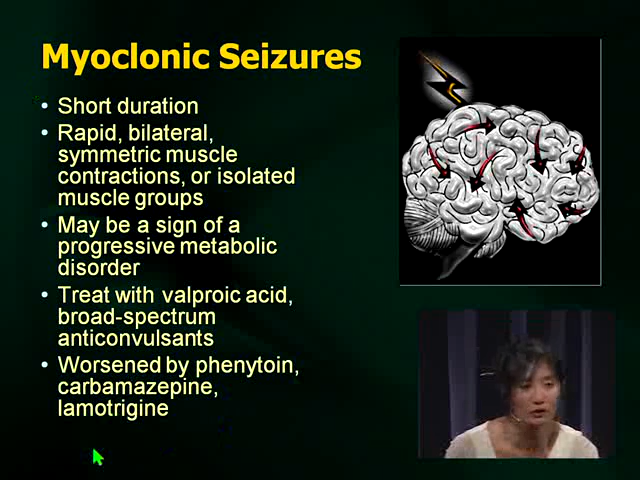 Myoclonic Seizures
• Short duration
• Rapid, bilateral,
symmetric muscle
contractions, or isolated
muscle groups
• May be a sign of a
progressive metabolic
disorder
• Treat with valproic acid,
broad-spectrum
anticonvulsants
• Worsened by phenytoin,
carbamazepine,
lamotrigine